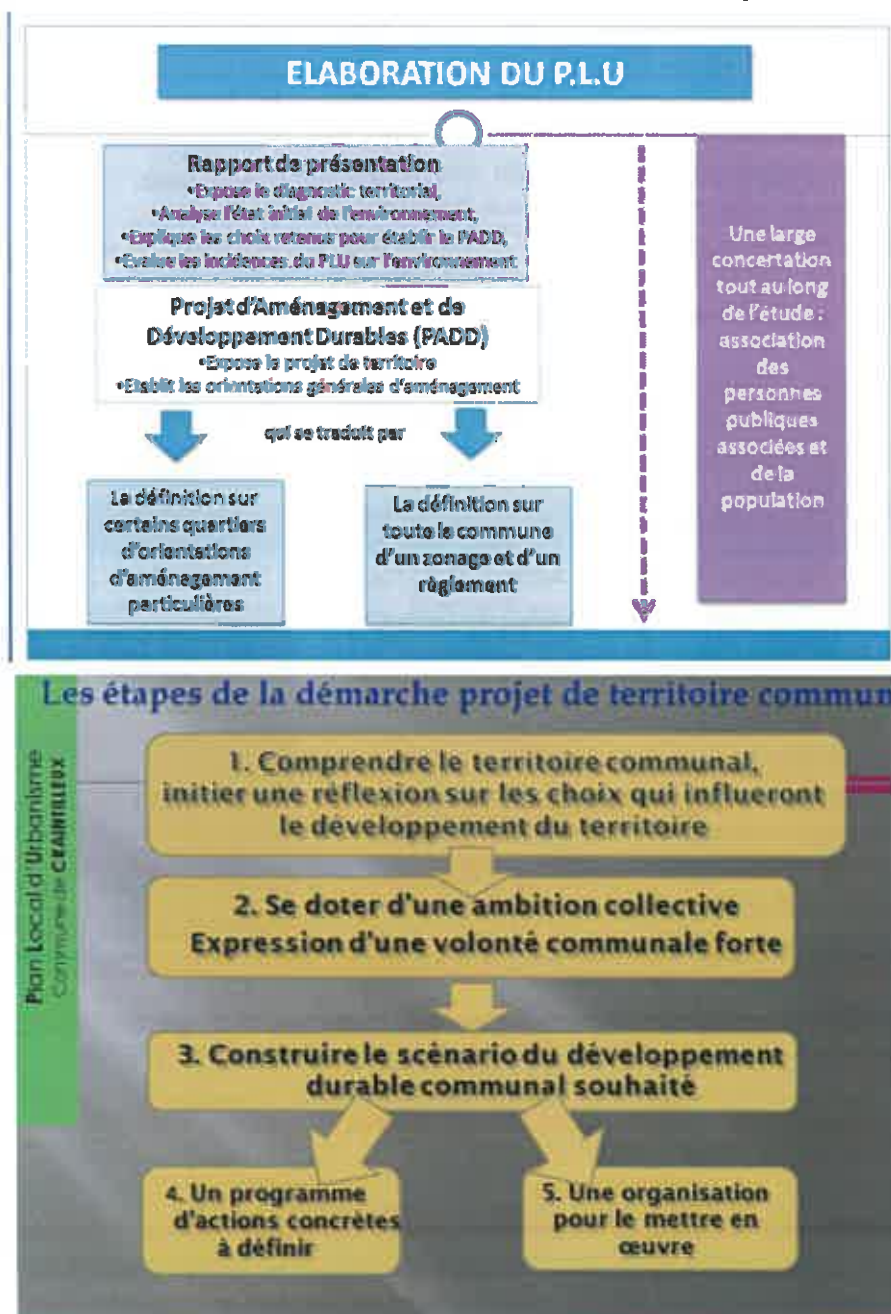 ELABORATION DU P.L.U
Rapport de présentation
•Expose le diagnostic territorial,
•Analyse l'état initial de l'environnement,
•Explique les choix retenus pour établir le PADD,
•Evalue les incidences du PLU sur l'environnement
Projet d'Aménagement et de
Développement Durables (PADD)
•Expose le projet de territoire
•Etablit les orientations générales d'aménagement
qui se traduit par
La définition sur
certains quartiers
d'orientations
d'aménagement
particulières
La définition sur
toute la commune
d'un zonage et d'un
règlement
Une large
concertation
tout au long
de l'étude :
association
des
personnes
publiques
associées et
de la
population
Les étapes de la démarche projet de territoire commun
Plan Local d'Urbanisme
Commune de CRAINTILLEUX
1. Comprendre le territoire communal,
initier une réflexion sur les choix qui influeront
le développement du territoire
2. Se doter d'une ambition collective
Expression d'une volonté communale forte
3. Construire le scénario du développement
durable communal souhaité
4. Un programme
d'actions concrètes
à définir
5. Une organisation
pour le mettre en
œuvre